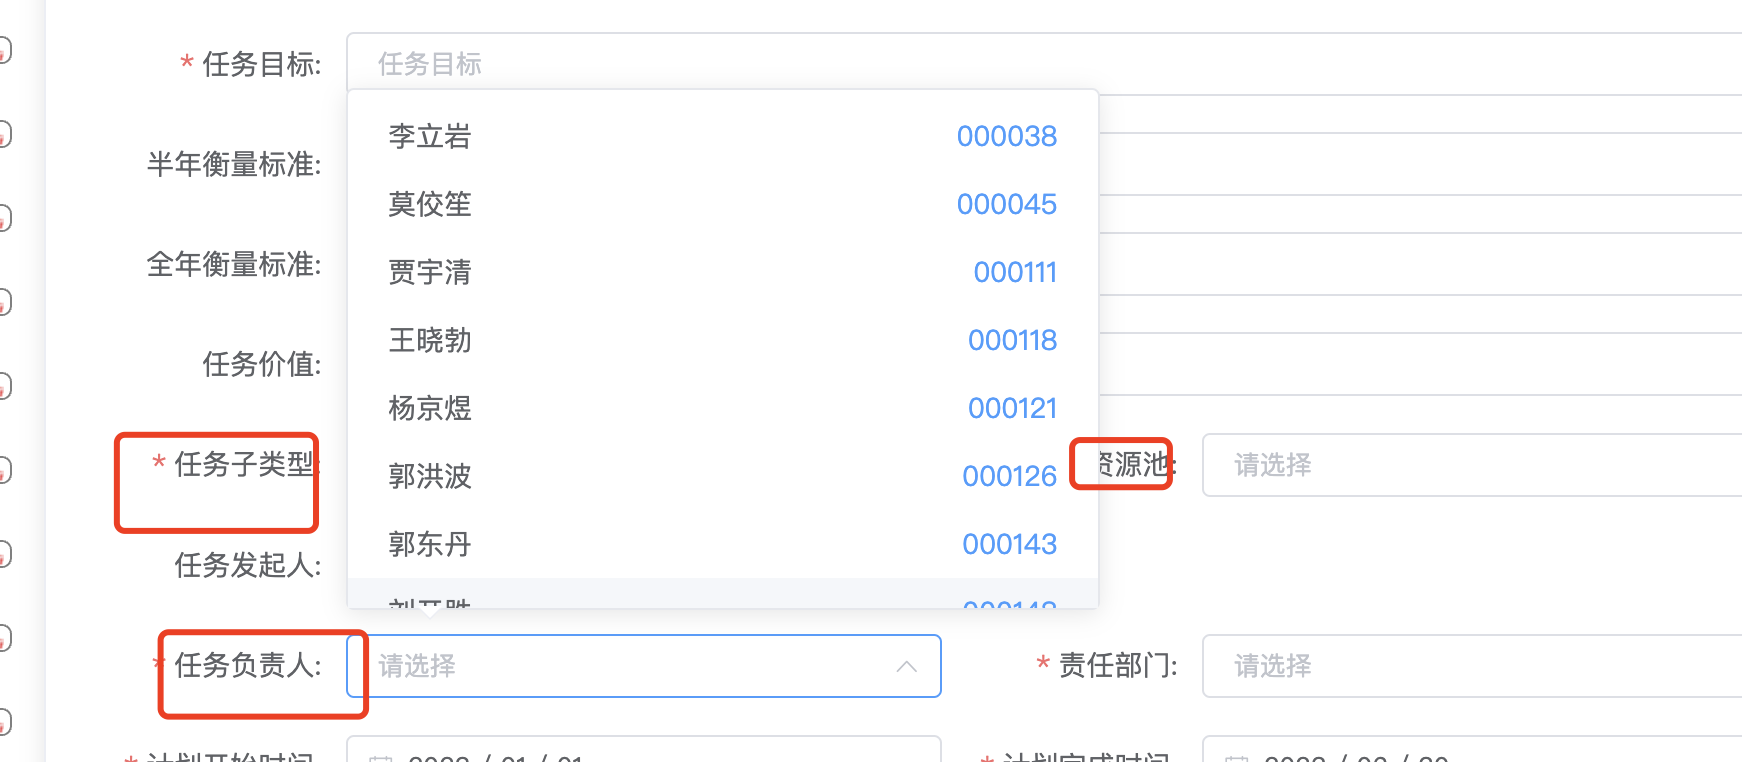 * 任务目标: 任务目标
李立岩 000038
半年衡量标准:
莫佼笙 000045
全年衡量标准: 贾宇清 000111
王晓勃 000118
任务价值:
杨京煜 000121
* 任务子类型: 郭洪波 000126 资源池: 请选择
任务发起人: 郭东丹 000143
* 任务负责人: 请选择 * 责任部门: 请选择
* 计划开始时间 * 计划完成时间